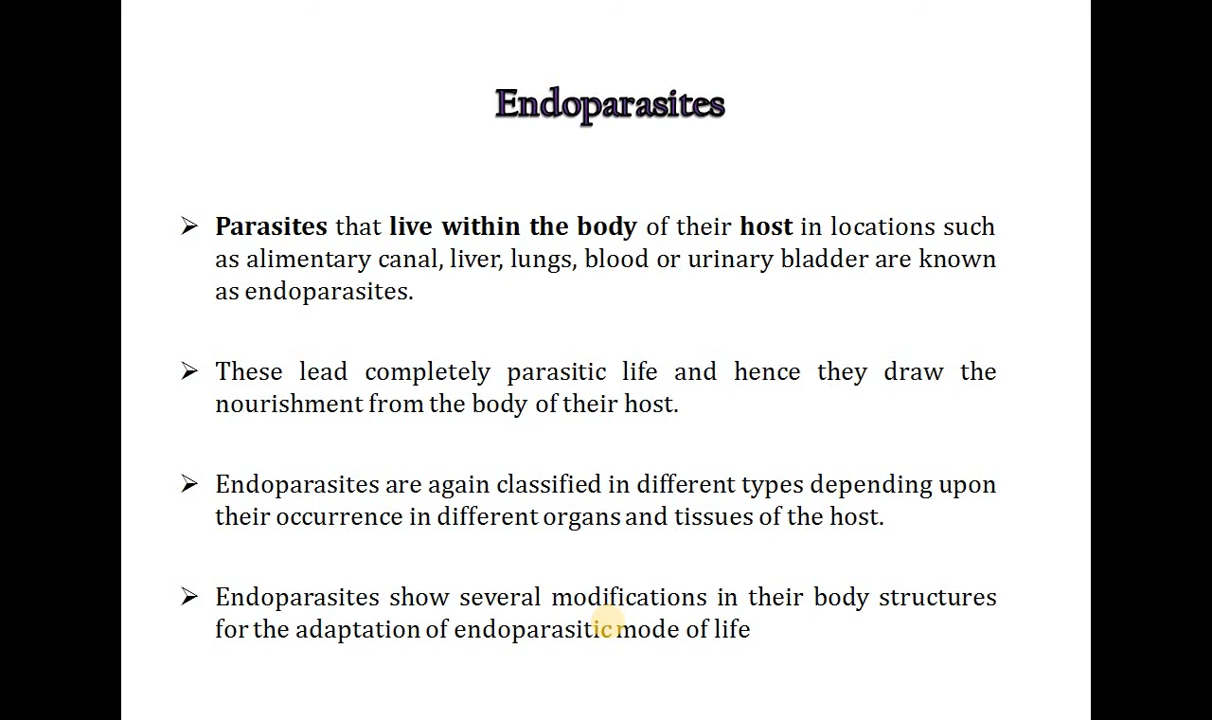 Endoparasites
➢ Parasites that live within the body of their host in locations such
as alimentary canal, liver, lungs, blood or urinary bladder are known
as endoparasites.
➢ These lead completely parasitic life and hence they draw the
nourishment from the body of their host.
➢ Endoparasites are again classified in different types depending upon
their occurrence in different organs and tissues of the host.
➢ Endoparasites show several modifications in their body structures
for the adaptation of endoparasitic mode of life